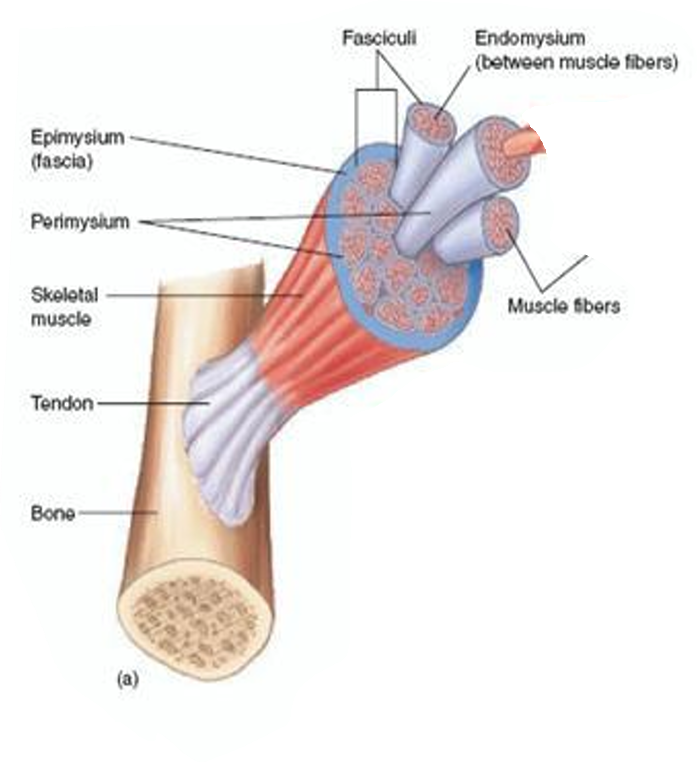 Fasciculi
Endomysium
(between muscle fibers)
Epimysium
(fascia)
Perimysium
Skeletal
muscle
Muscle fibers
Tendon
Bone
(a)